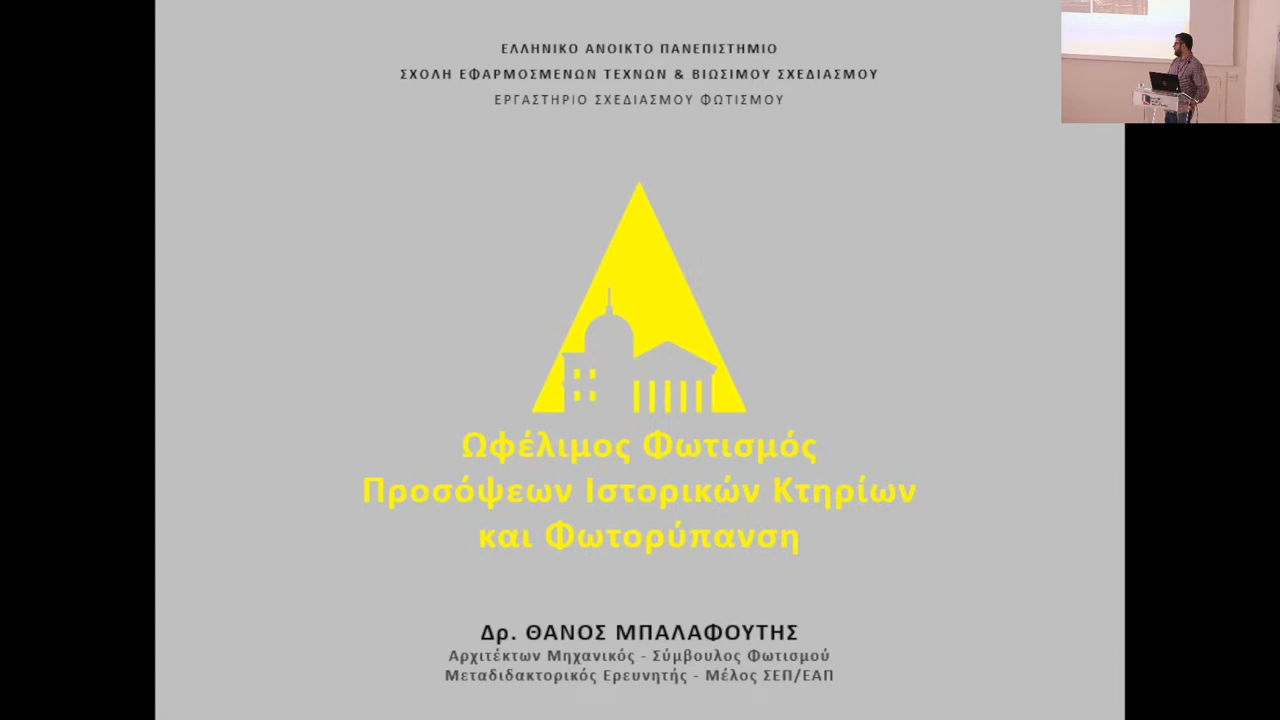 ΕΛΛΗΝΙΚΟ ΑΝΟΙΚΤΟ ΠΑΝΕΠΙΣΤΗΜΙΟ
ΣΧΟΛΗ ΕΦΑΡΜΟΣΜΕΝΩΝ ΤΕΧΝΩΝ & ΒΙΩΣΙΜΟΥ ΣΧΕΔΙΑΣΜΟΥ
ΕΡΓΑΣΤΗΡΙΟ ΣΧΕΔΙΑΣΜΟΥ ΦΩΤΙΣΜΟΥ
Ωφέλιμος Φωτισμός
Προσόψεων Ιστορικών Κτηρίων
και Φωτορύπανση
Δρ. ΘΑΝΟΣ ΜΠΑΛΑΦΟΥΤΗΣ
Αρχιτέκτων Μηχανικός - Σύμβουλος Φωτισμού
Μεταδιδακτορικός Ερευνητής - Μέλος ΣΕΠ/ΕΑΠ